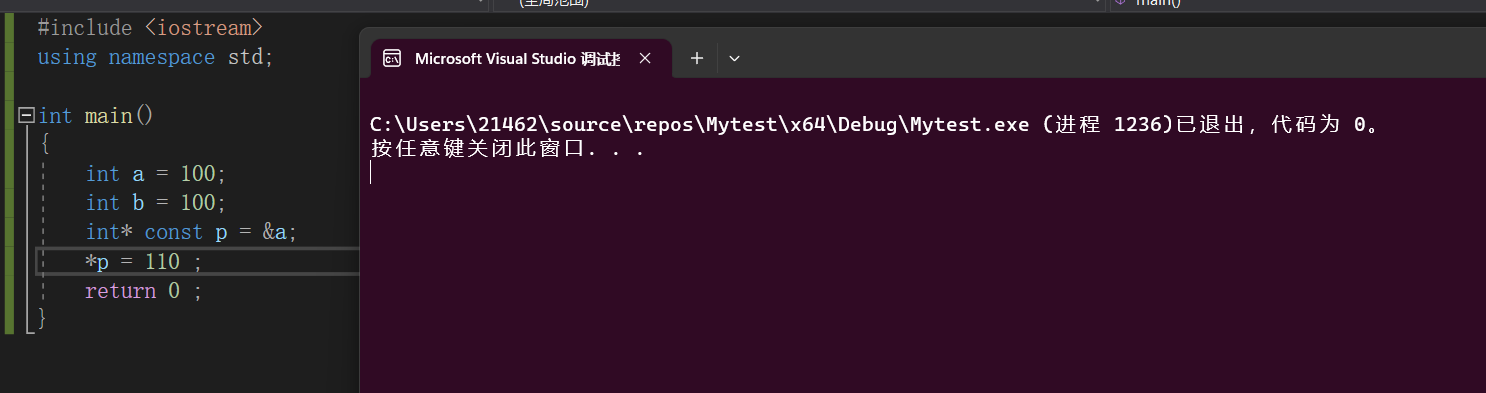 (全局范围)
main()
#include <iostream>
using namespace std;
int main()
{
int a = 100;
int b = 100;
int* const p = &a;
*p = 110 ;
return 0 ;
}
Microsoft Visual Studio 调试
C:\Users\21462\source\repos\Mytest\x64\Debug\Mytest.exe (进程 1236)已退出，代码为 0。
按任意键关闭此窗口. . .